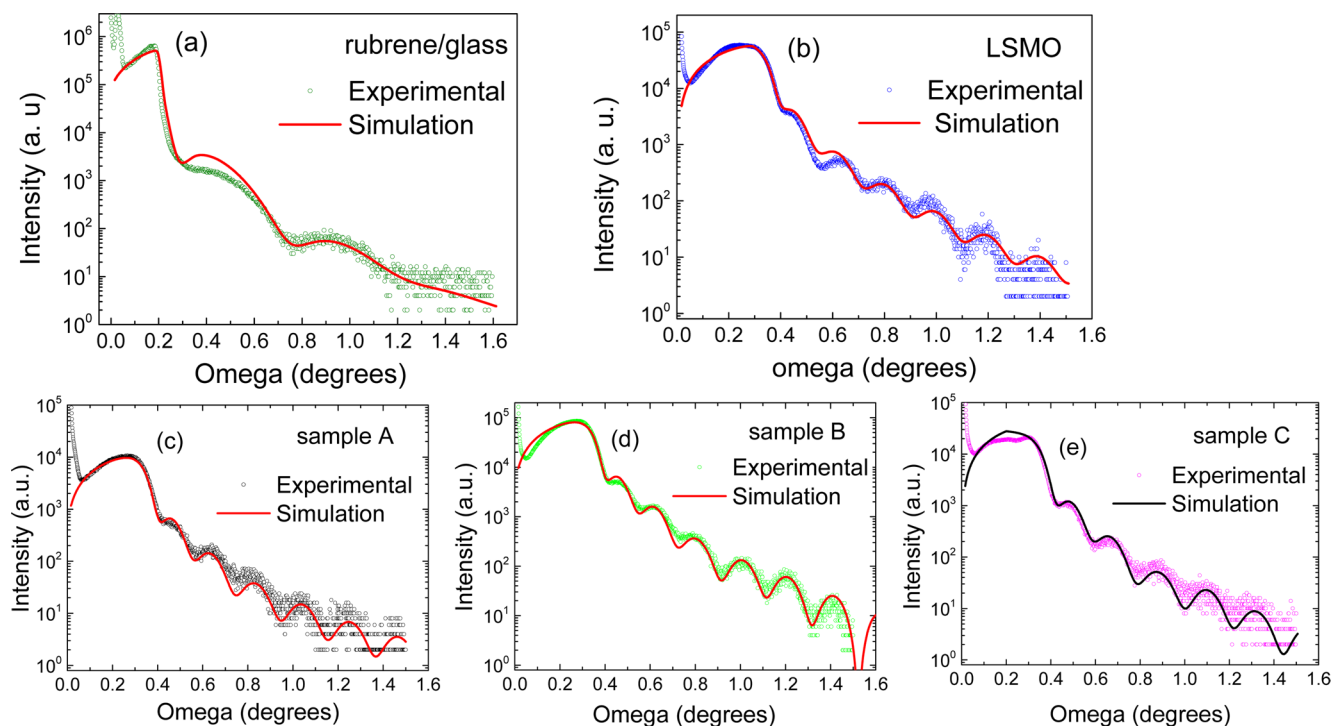 (a)
rubrene/glass
Experimental
Simulation
Intensity (a. u)
10^6
10^5
10^4
10^3
10^2
10^1
10^0
0.0 0.2 0.4 0.6 0.8 1.0 1.2 1.4 1.6
Omega (degrees)
(b)
LSMO
Experimental
Simulation
Intensity (a. u.)
10^5
10^4
10^3
10^2
10^1
10^0
0.0 0.2 0.4 0.6 0.8 1.0 1.2 1.4 1.6
omega (degrees)
(c)
sample A
Experimental
Simulation
Intensity (a.u.)
10^5
10^4
10^3
10^2
10^1
10^0
0.0 0.2 0.4 0.6 0.8 1.0 1.2 1.4 1.6
Omega (degrees)
(d)
sample B
Experimental
Simulation
Intensity (a.u.)
10^5
10^4
10^3
10^2
10^1
10^0
0.0 0.2 0.4 0.6 0.8 1.0 1.2 1.4 1.6
Omega (degrees)
(e)
sample C
Experimental
Simulation
Intensity (a.u.)
10^5
10^4
10^3
10^2
10^1
10^0
0.0 0.2 0.4 0.6 0.8 1.0 1.2 1.4 1.6
Omega (degrees)